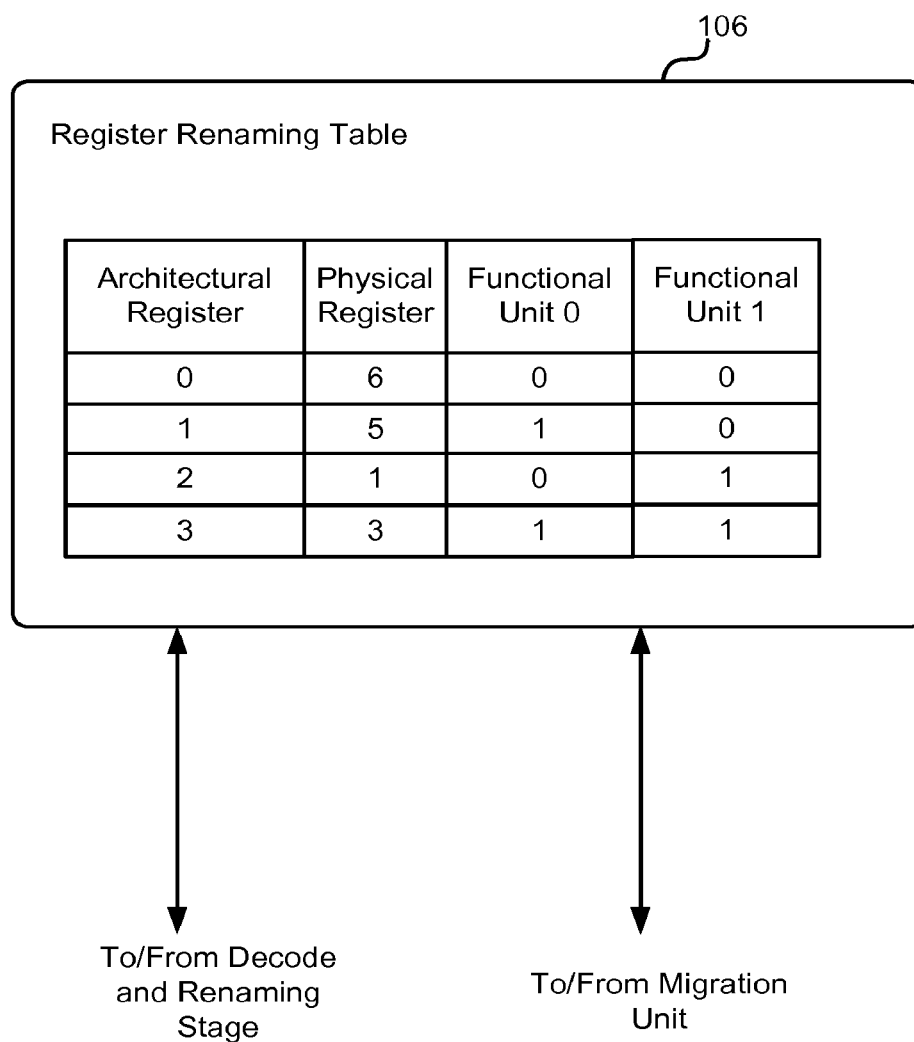 106
Register Renaming Table
Architectural Register Physical Register Functional Unit 0 Functional Unit 1
0 6 0 0
1 5 1 0
2 1 0 1
3 3 1 1
To/From Decode
and Renaming
Stage
To/From Migration
Unit